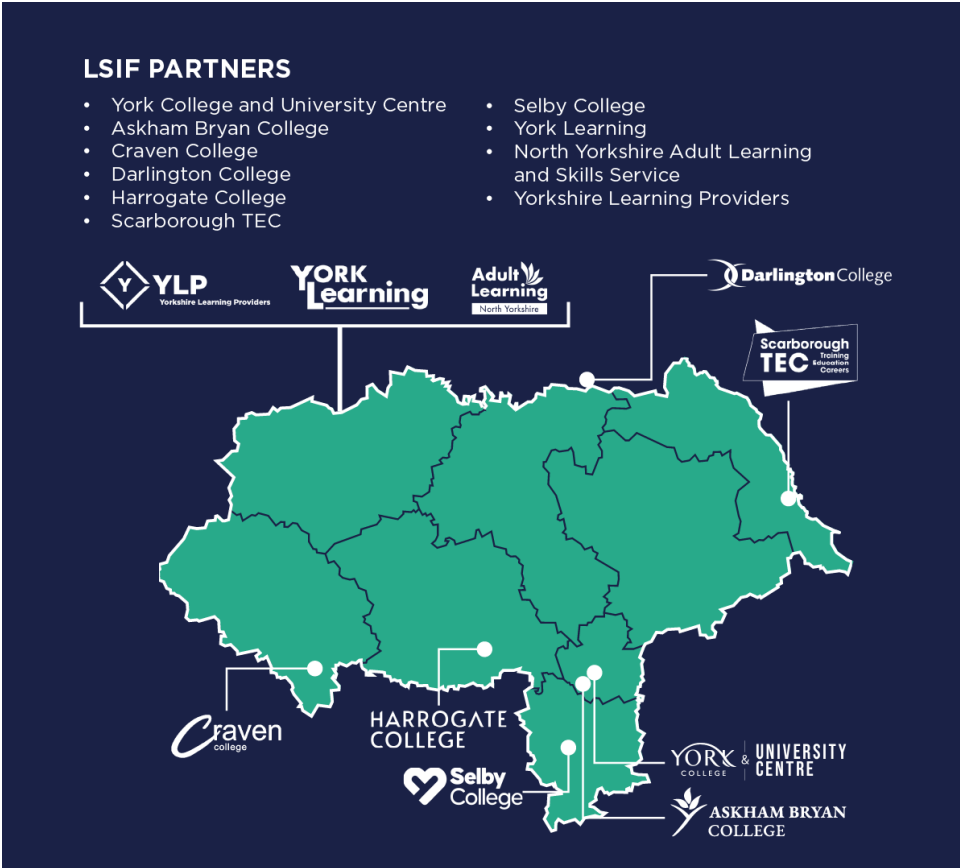 LSIF PARTNERS
• York College and University Centre
• Askham Bryan College
• Craven College
• Darlington College
• Harrogate College
• Scarborough TEC
• Selby College
• York Learning
• North Yorkshire Adult Learning
and Skills Service
• Yorkshire Learning Providers
Y YLP
Yorkshire Learning Providers
YORK
Learning
Adult
Learning
North Yorkshire
Darlington College
Scarborough
TEC Training
Education
Careers
Craven
college
HARROGATE
COLLEGE
Selby
College
YORK
COLLEGE
& UNIVERSITY
CENTRE
ASKHAM BRYAN
COLLEGE